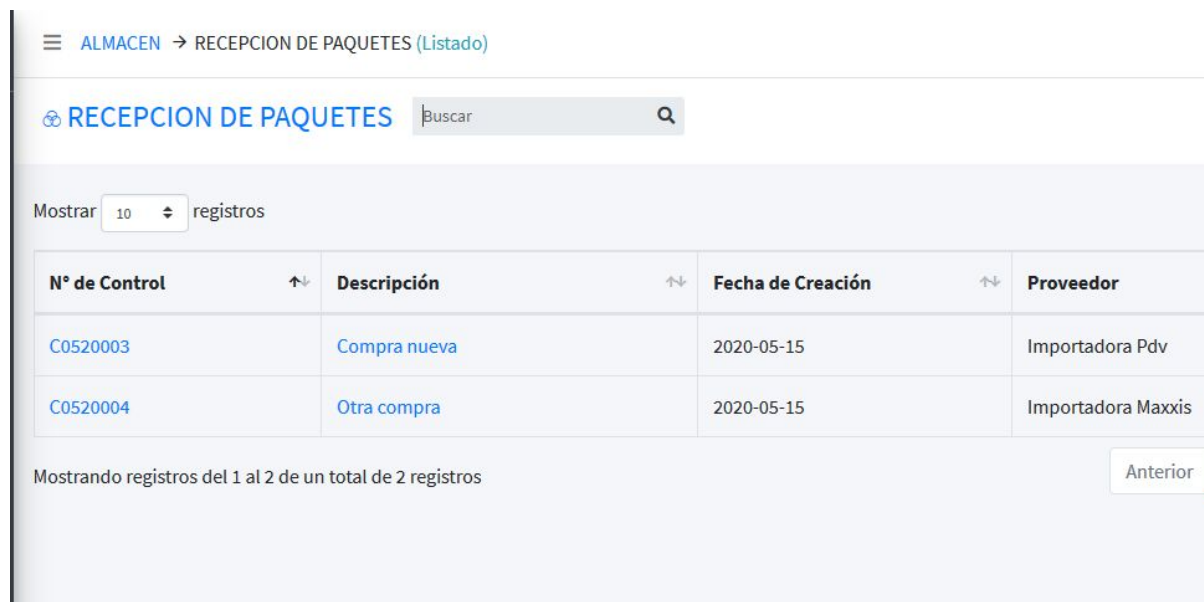 ALMACEN → RECEPCION DE PAQUETES (Listado)
RECEPCION DE PAQUETES Buscar
Mostrar 10 registros
N° de Control Descripción Fecha de Creación Proveedor
C0520003 Compra nueva 2020-05-15 Importadora Pdv
C0520004 Otra compra 2020-05-15 Importadora Maxxis
Mostrando registros del 1 al 2 de un total de 2 registros Anterior